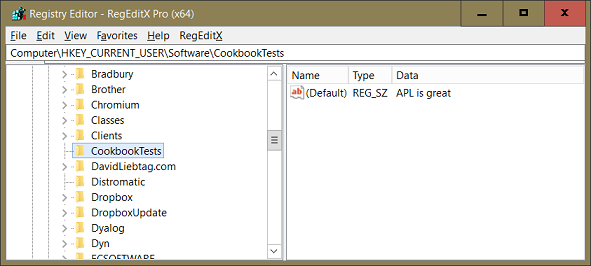 Registry Editor - RegEditX Pro (x64)
File Edit View Favorites Help RegEditX
Computer\HKEY_CURRENT_USER\Software\CookbookTests
Bradbury
Brother
Chromium
Classes
Clients
CookbookTests
DavidLiebtag.com
Distromatic
Dropbox
DropboxUpdate
Dyalog
Dyn
ECSOFTWARE
Name Type Data
ab (Default) REG_SZ APL is great